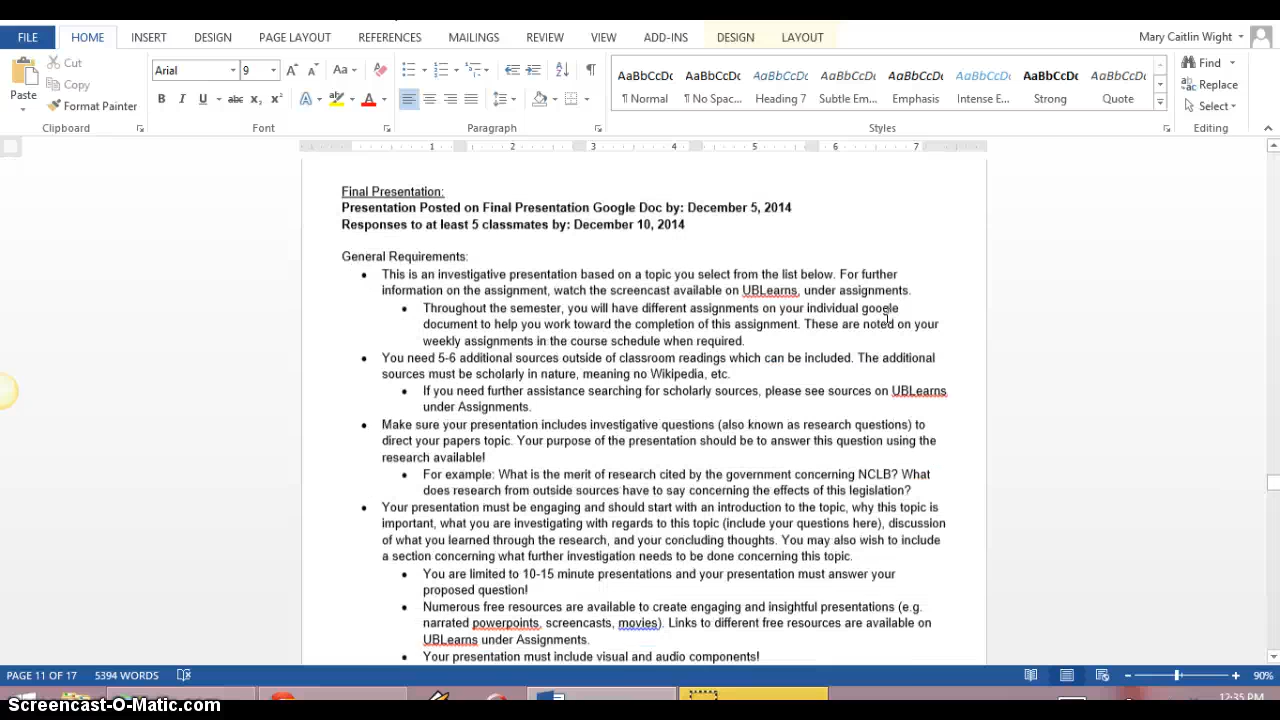 FILE HOME INSERT DESIGN PAGE LAYOUT REFERENCES MAILINGS REVIEW VIEW ADD-INS DESIGN LAYOUT Mary Caitlin Wight
Cut
Copy
Paste
Format Painter
Arial 9
AaBbCcDc AaBbCcDc AaBbCcDc AaBbCcDc AaBbCcDc AaBbCcDc AaBbCcDc AaBbCcDc
¶ Normal ¶ No Spac... Heading 7 Subtle Em... Emphasis Intense E... Strong Quote
Find
Replace
Select
Clipboard Font Paragraph Styles Editing
1 2 3 4 5 6 7
Final Presentation:
Presentation Posted on Final Presentation Google Doc by: December 5, 2014
Responses to at least 5 classmates by: December 10, 2014
General Requirements:
• This is an investigative presentation based on a topic you select from the list below. For further
information on the assignment, watch the screencast available on UBLearns, under assignments.
• Throughout the semester, you will have different assignments on your individual google
document to help you work toward the completion of this assignment. These are noted on your
weekly assignments in the course schedule when required.
• You need 5-6 additional sources outside of classroom readings which can be included. The additional
sources must be scholarly in nature, meaning no Wikipedia, etc.
• If you need further assistance searching for scholarly sources, please see sources on UBLearns
under Assignments.
• Make sure your presentation includes investigative questions (also known as research questions) to
direct your papers topic. Your purpose of the presentation should be to answer this question using the
research available!
• For example: What is the merit of research cited by the government concerning NCLB? What
does research from outside sources have to say concerning the effects of this legislation?
• Your presentation must be engaging and should start with an introduction to the topic, why this topic is
important, what you are investigating with regards to this topic (include your questions here), discussion
of what you learned through the research, and your concluding thoughts. You may also wish to include
a section concerning what further investigation needs to be done concerning this topic.
• You are limited to 10-15 minute presentations and your presentation must answer your
proposed question!
• Numerous free resources are available to create engaging and insightful presentations (e.g.
narrated powerpoints, screencasts, movies). Links to different free resources are available on
UBLearns under Assignments.
• Your presentation must include visual and audio components!
PAGE 11 OF 17 5394 WORDS 90%
12:35 PM
Screencast-O-Matic.com